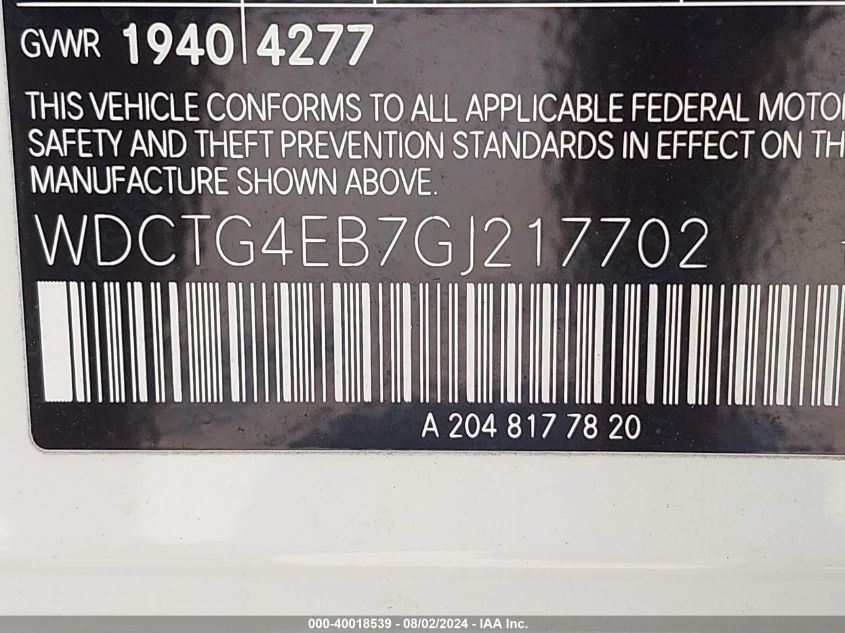 GVWR 1940 4277
THIS VEHICLE CONFORMS TO ALL APPLICABLE FEDERAL MOTO
SAFETY AND THEFT PREVENTION STANDARDS IN EFFECT ON TH
MANUFACTURE SHOWN ABOVE.
WDCTG4EB7GJ217702
A 204 817 78 20
000-40018539 - 08/02/2024 - IAA Inc.